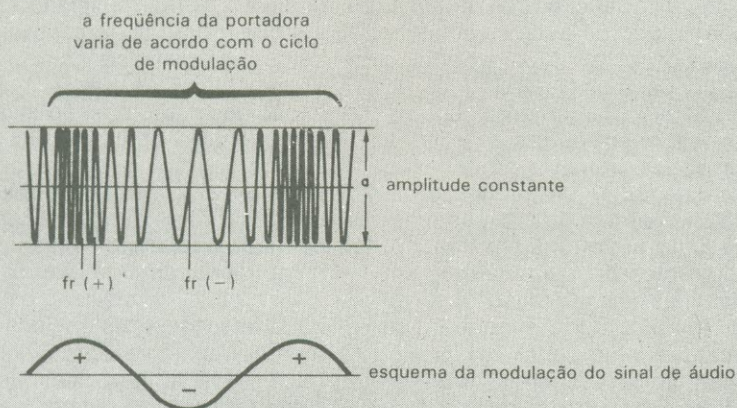 a freqüência da portadora
varia de acordo com o ciclo
de modulação
a amplitude constante
fr (+) fr (−)
+ +
−
esquema da modulação do sinal de áudio